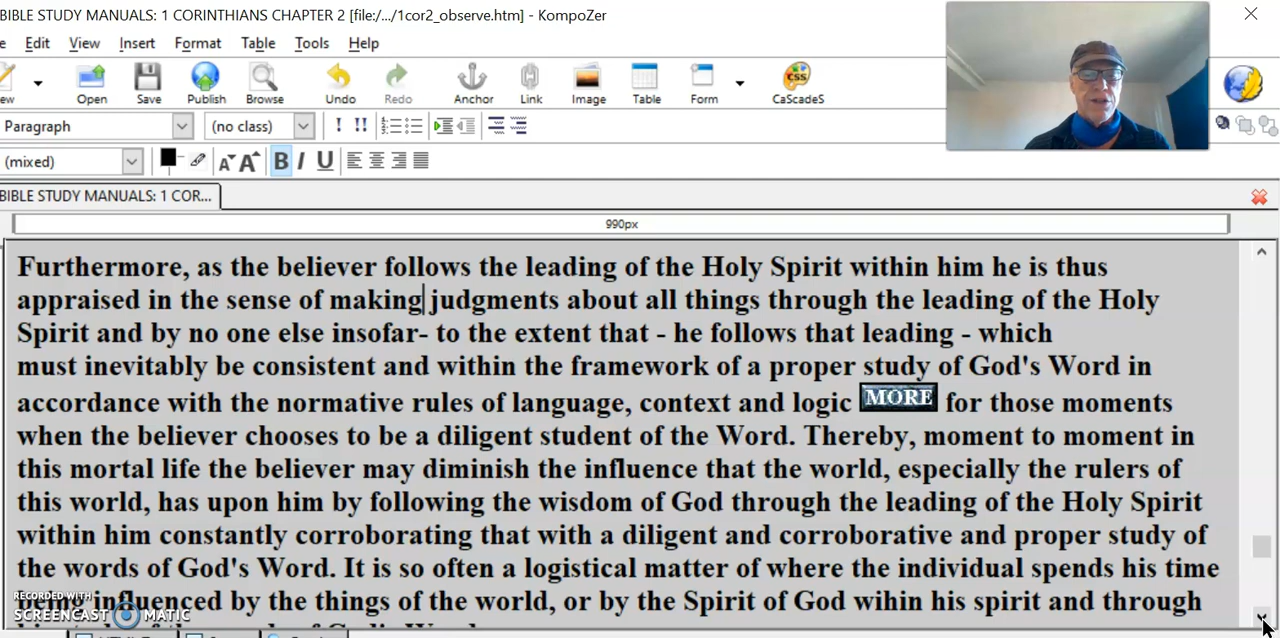 BIBLE STUDY MANUALS: 1 CORINTHIANS CHAPTER 2 [file:/.../1cor2_observe.htm] - KompoZer
e Edit View Insert Format Table Tools Help
ew Open Save Publish Browse Undo Redo Anchor Link Image Table Form CaScadeS
CSS
Paragraph (no class) ! !!
(mixed) A A B I U
BIBLE STUDY MANUALS: 1 COR...
990px
Furthermore, as the believer follows the leading of the Holy Spirit within him he is thus
appraised in the sense of making judgments about all things through the leading of the Holy
Spirit and by no one else insofar- to the extent that - he follows that leading - which
must inevitably be consistent and within the framework of a proper study of God's Word in
accordance with the normative rules of language, context and logic MORE for those moments
when the believer chooses to be a diligent student of the Word. Thereby, moment to moment in
this mortal life the believer may diminish the influence that the world, especially the rulers of
this world, has upon him by following the wisdom of God through the leading of the Holy Spirit
within him constantly corroborating that with a diligent and corroborative and proper study of
the words of God's Word. It is so often a logistical matter of where the individual spends his time
influenced by the things of the world, or by the Spirit of God wihin his spirit and through
RECORDED WITH
SCREENCAST MATIC